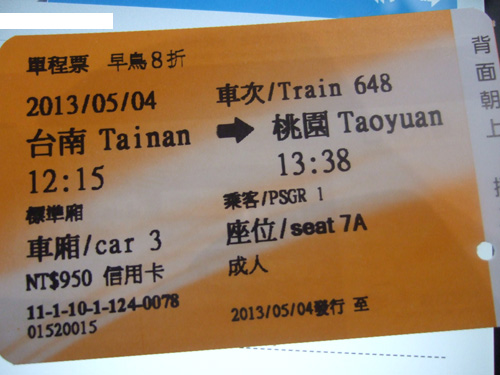 單程票 早鳥8折
2013/05/04 車次/Train 648
台南 Tainan → 桃園 Taoyuan
12:15 13:38
標準廂 乘客/PSGR 1
車廂/car 3 座位/seat 7A
NT$950 信用卡 成人
11-1-10-1-124-0078
01520015 2013/05/04發行 至
背面朝上